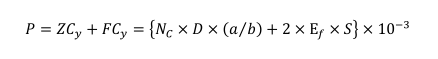 P = ZC_y + FC_y = {N_C × D × (a/b) + 2 × E_f × S} × 10^{-3}